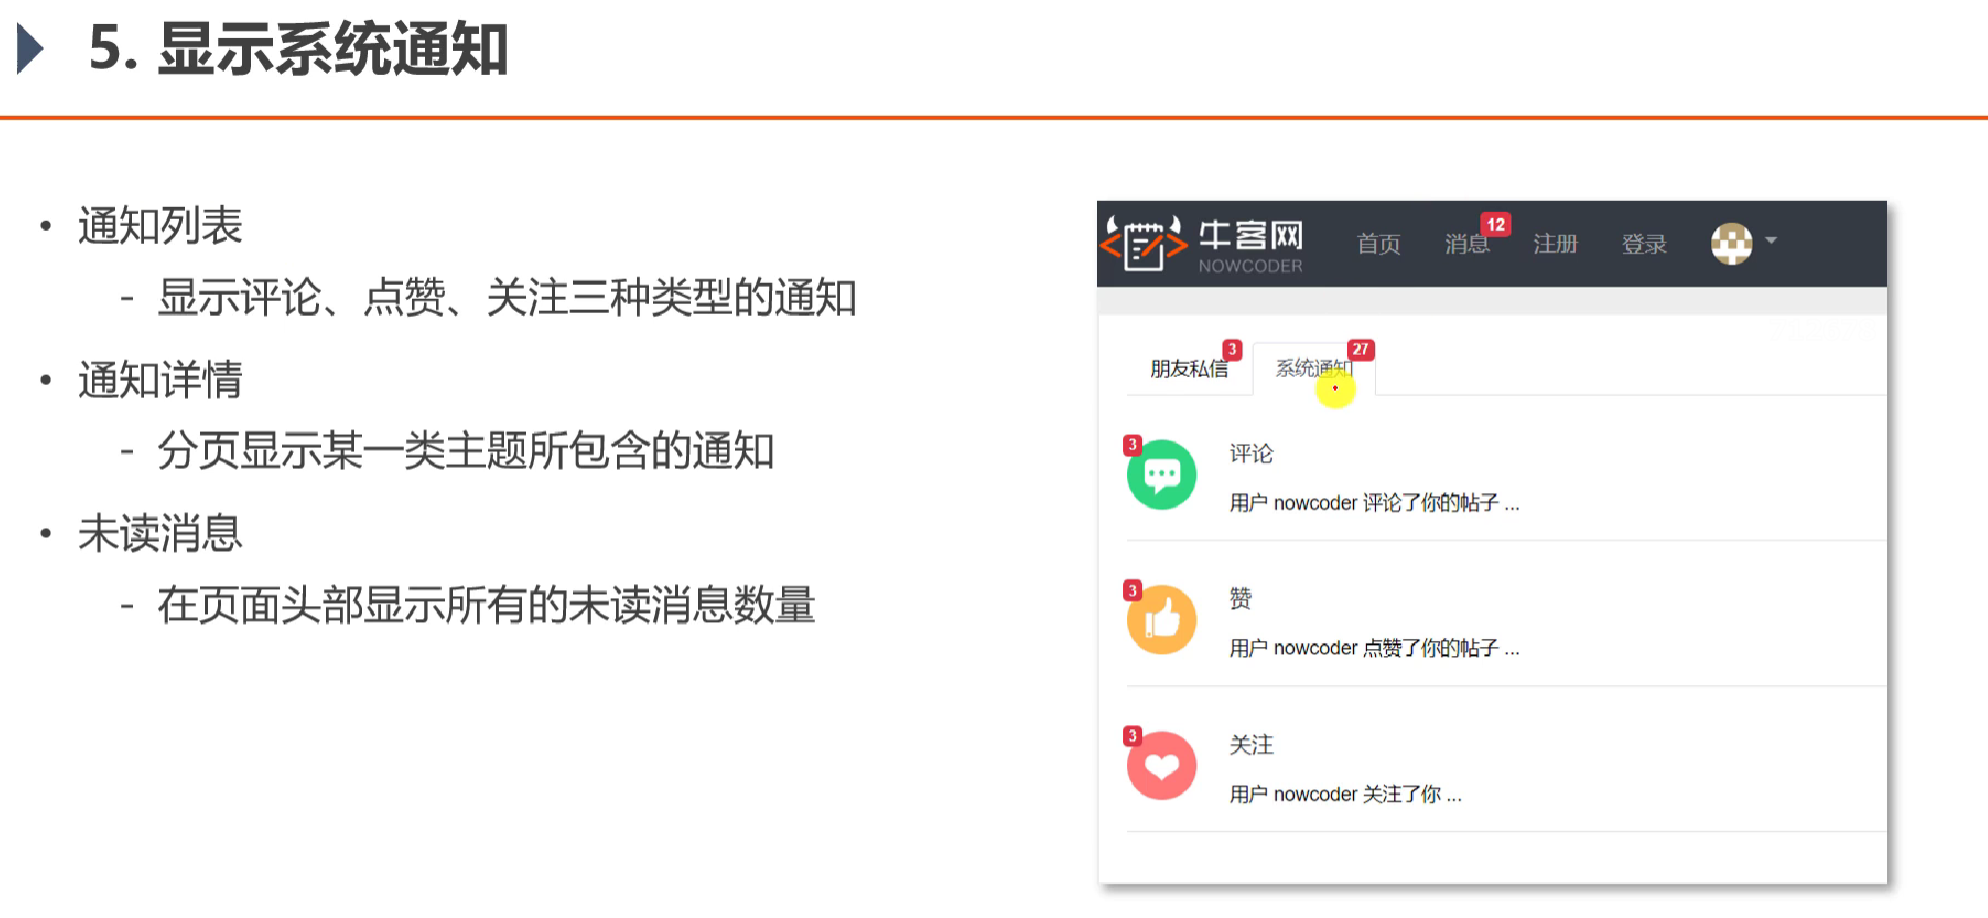 5. 显示系统通知
• 通知列表
- 显示评论、点赞、关注三种类型的通知
• 通知详情
- 分页显示某一类主题所包含的通知
• 未读消息
- 在页面头部显示所有的未读消息数量
牛客网
NOWCODER
首页 消息 12 注册 登录
朋友私信 3 系统通知 27
3 评论
用户 nowcoder 评论了你的帖子 ...
3 赞
用户 nowcoder 点赞了你的帖子 ...
3 关注
用户 nowcoder 关注了你 ...